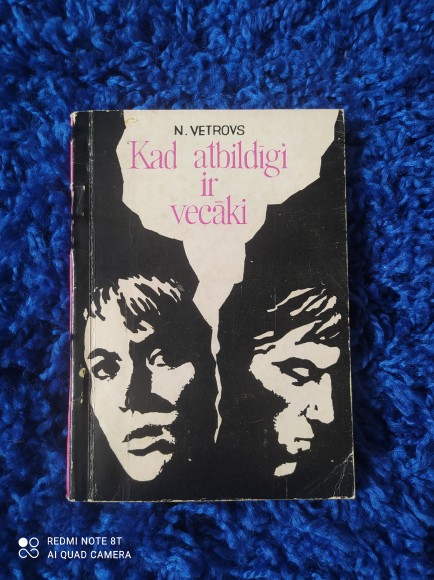 N. VETROVS
Kad atbildīgi
ir
vecāki
REDMI NOTE 8T
AI QUAD CAMERA